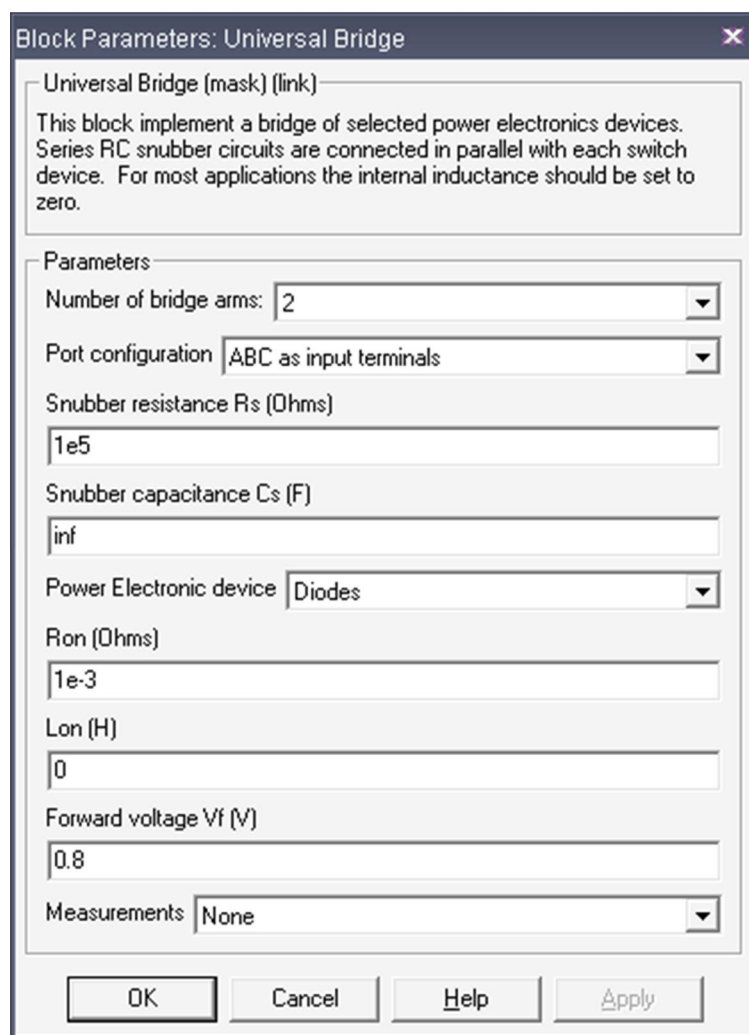 Block Parameters: Universal Bridge
Universal Bridge (mask) (link)
This block implement a bridge of selected power electronics devices.
Series RC snubber circuits are connected in parallel with each switch
device. For most applications the internal inductance should be set to
zero.
Parameters
Number of bridge arms: 2
Port configuration ABC as input terminals
Snubber resistance Rs (Ohms)
1e5
Snubber capacitance Cs (F)
inf
Power Electronic device Diodes
Ron (Ohms)
1e-3
Lon (H)
0
Forward voltage Vf (V)
0.8
Measurements None
OK Cancel Help Apply